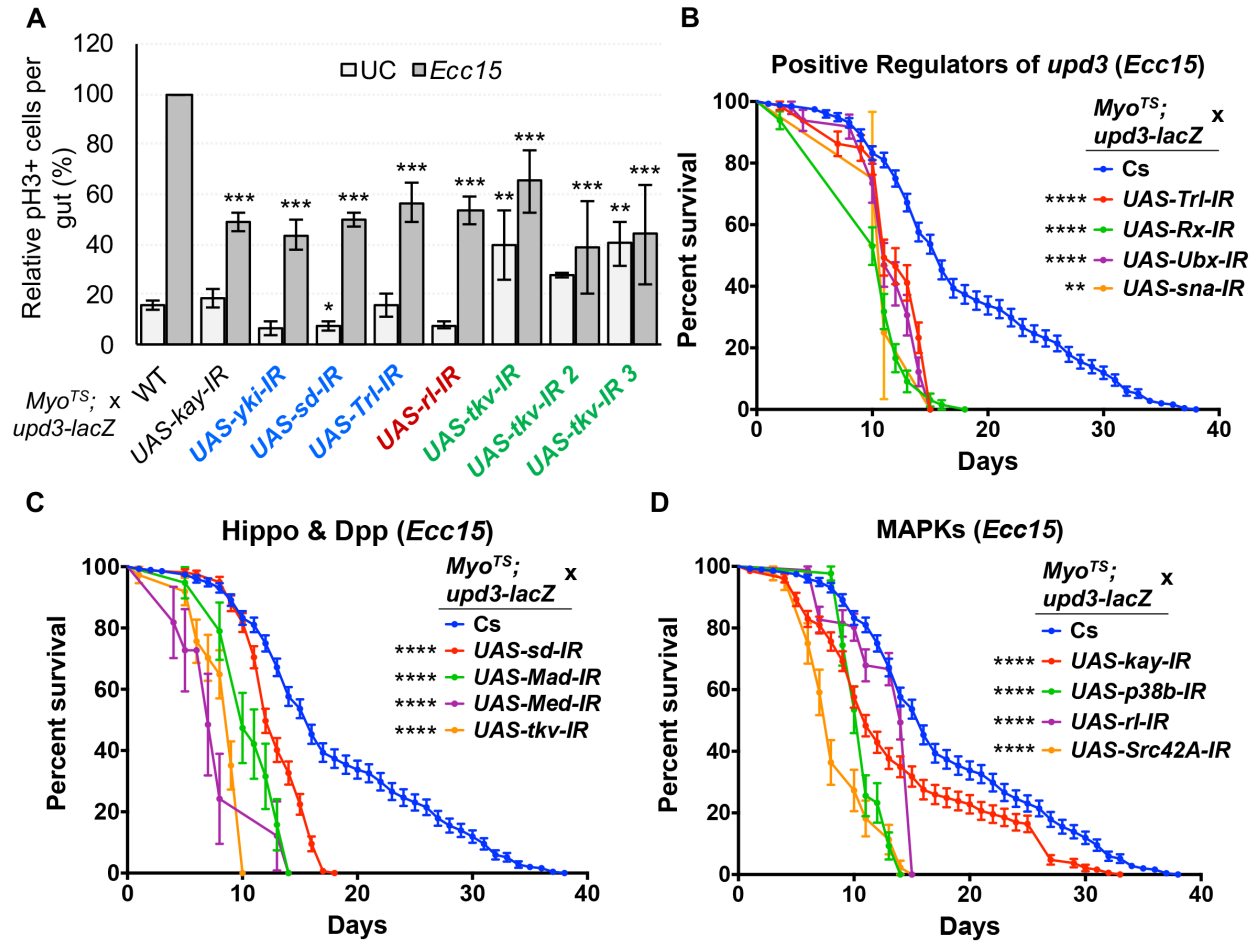 A
Relative pH3+ cells per
gut (%)
120
100
80
60
40
20
0
UC
Ecc15
***
***
*
***
***
***
**
***
***
**
***
Myo^TS; x
upd3-lacZ
WT
UAS-kay-IR
UAS-yki-IR
UAS-sd-IR
UAS-Trl-IR
UAS-rl-IR
UAS-tkv-IR
UAS-tkv-IR 2
UAS-tkv-IR 3
B
Positive Regulators of upd3 (Ecc15)
Percent survival
100
80
60
40
20
0
0
10
20
30
40
Days
Myo^TS; x
upd3-lacZ
Cs
**** UAS-Trl-IR
**** UAS-Rx-IR
**** UAS-Ubx-IR
** UAS-sna-IR
C
Hippo & Dpp (Ecc15)
Percent survival
100
80
60
40
20
0
0
10
20
30
40
Days
Myo^TS; x
upd3-lacZ
Cs
**** UAS-sd-IR
**** UAS-Mad-IR
**** UAS-Med-IR
**** UAS-tkv-IR
D
MAPKs (Ecc15)
Percent survival
100
80
60
40
20
0
0
10
20
30
40
Days
Myo^TS; x
upd3-lacZ
Cs
**** UAS-kay-IR
**** UAS-p38b-IR
**** UAS-rl-IR
**** UAS-Src42A-IR